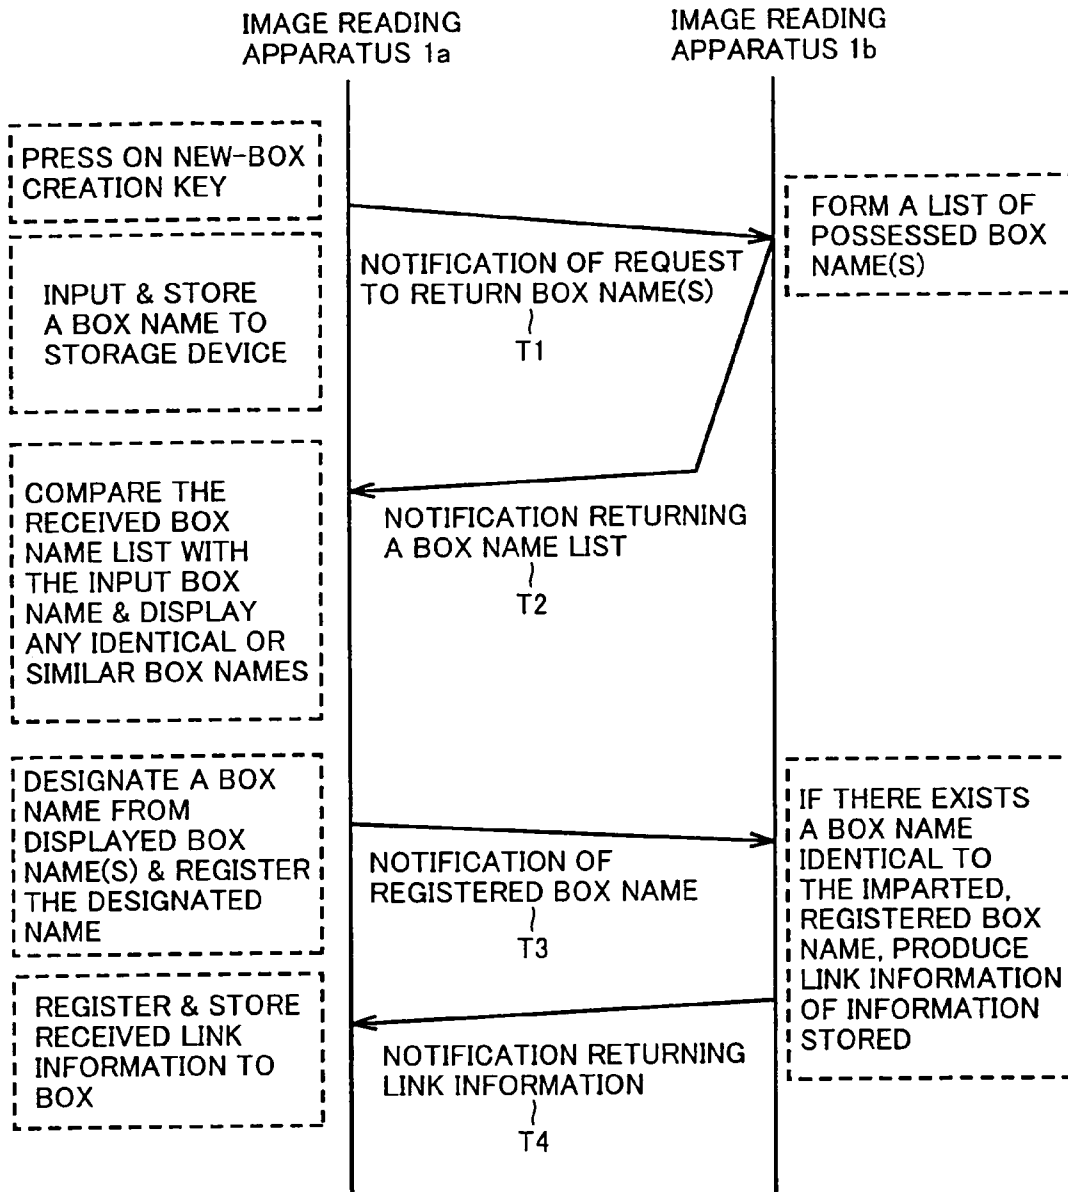 IMAGE READING
APPARATUS 1a
IMAGE READING
APPARATUS 1b
PRESS ON NEW-BOX
CREATION KEY
FORM A LIST OF
POSSESSED BOX
NAME(S)
NOTIFICATION OF REQUEST
TO RETURN BOX NAME(S)
T1
INPUT & STORE
A BOX NAME TO
STORAGE DEVICE
COMPARE THE
RECEIVED BOX
NAME LIST WITH
THE INPUT BOX
NAME & DISPLAY
ANY IDENTICAL OR
SIMILAR BOX NAMES
NOTIFICATION RETURNING
A BOX NAME LIST
T2
DESIGNATE A BOX
NAME FROM
DISPLAYED BOX
NAME(S) & REGISTER
THE DESIGNATED
NAME
NOTIFICATION OF
REGISTERED BOX NAME
T3
IF THERE EXISTS
A BOX NAME
IDENTICAL TO
THE IMPARTED,
REGISTERED BOX
NAME, PRODUCE
LINK INFORMATION
OF INFORMATION
STORED
REGISTER & STORE
RECEIVED LINK
INFORMATION TO
BOX
NOTIFICATION RETURNING
LINK INFORMATION
T4